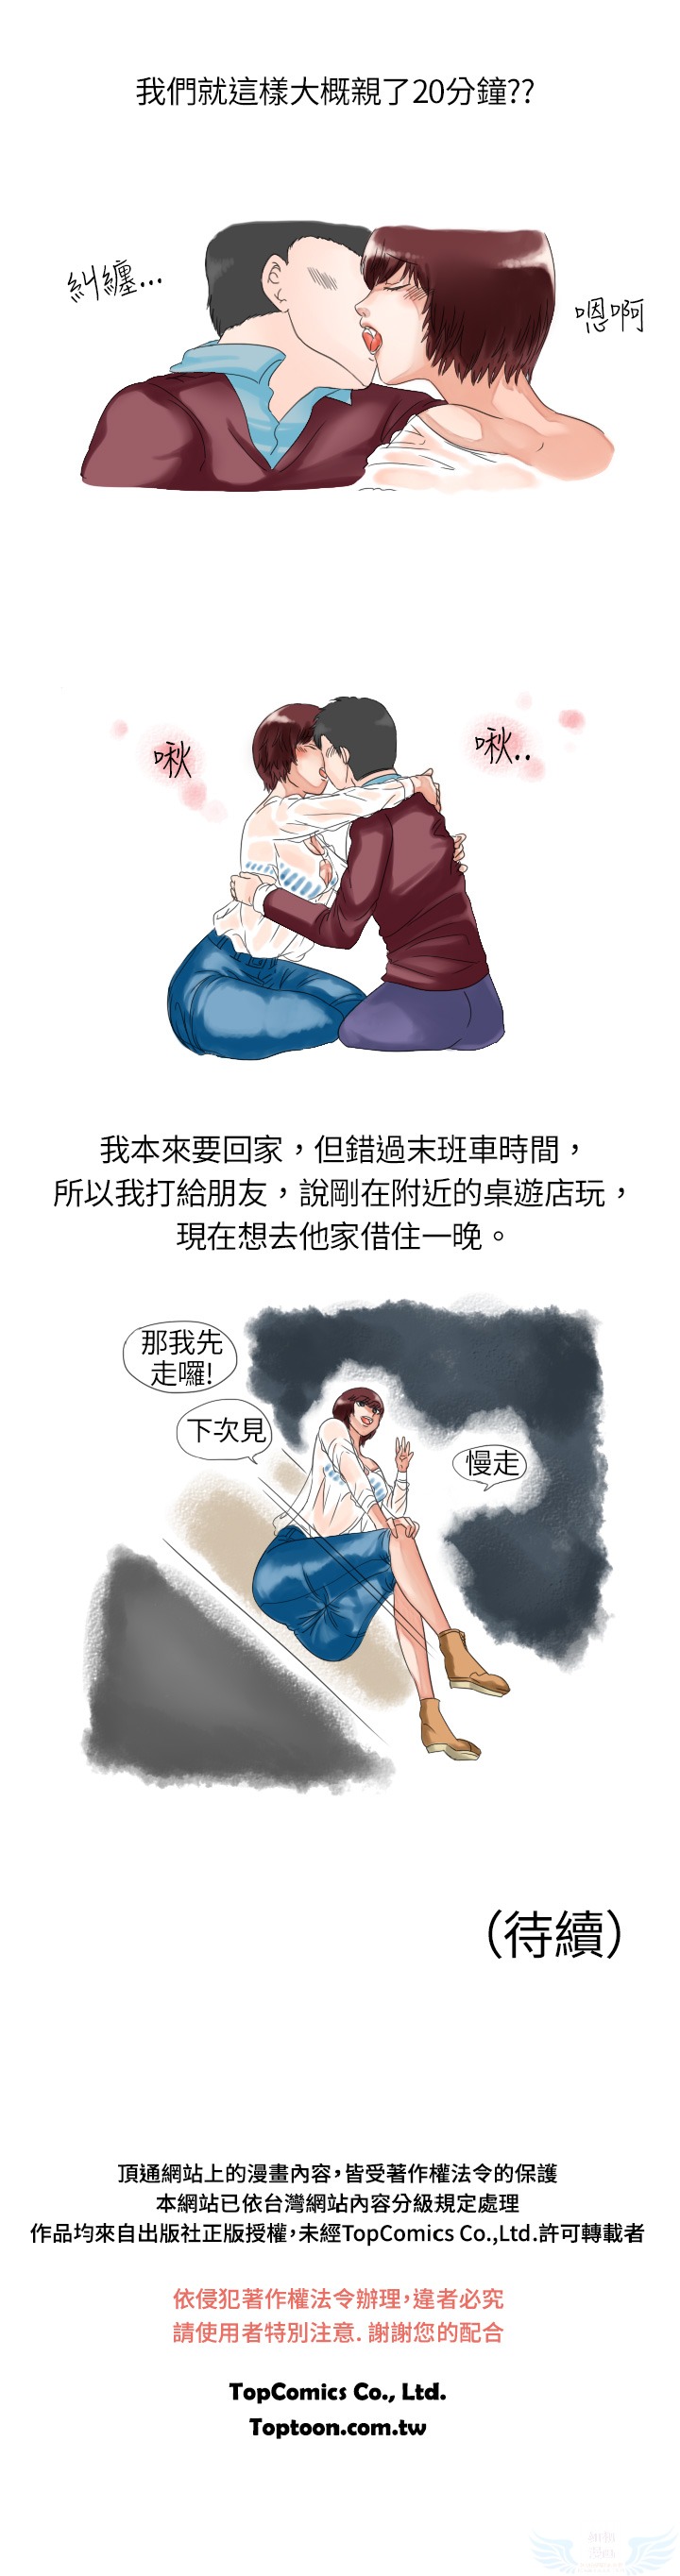 我們就這樣大概親了20分鐘??
糾纏...
嗯啊
啾
啾..
我本來要回家，但錯過末班車時間，
所以我打給朋友，說剛在附近的桌遊店玩，
現在想去他家借住一晚。
那我先
走囉!
下次見
慢走
(待續)
頂通網站上的漫畫內容，皆受著作權法令的保護
本網站已依台灣網站內容分級規定處理
作品均來自出版社正版授權，未經TopComics Co.,Ltd.許可轉載者
依侵犯著作權法令辦理，違者必究
請使用者特別注意. 謝謝您的配合
TopComics Co., Ltd.
Toptoon.com.tw